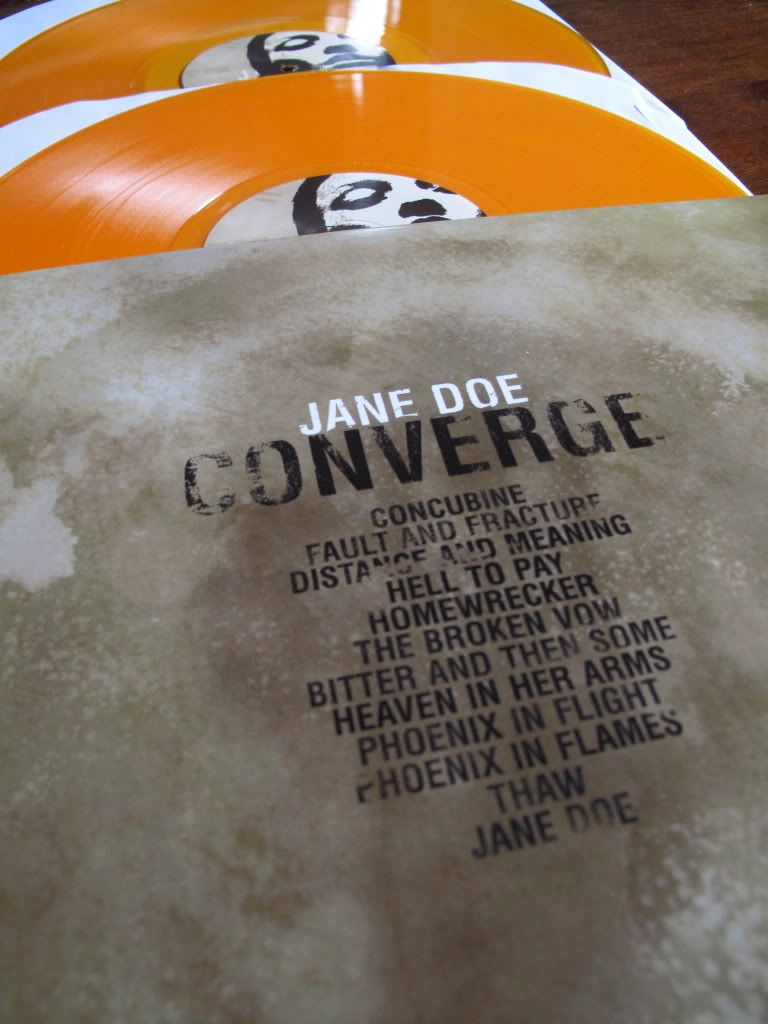 JANE DOE
CONVERGE
CONCUBINE
FAULT AND FRACTURE
DISTANCE AND MEANING
HELL TO PAY
HOMEWRECKER
THE BROKEN VOW
BITTER AND THEN SOME
HEAVEN IN HER ARMS
PHOENIX IN FLIGHT
PHOENIX IN FLAMES
THAW
JANE DOE